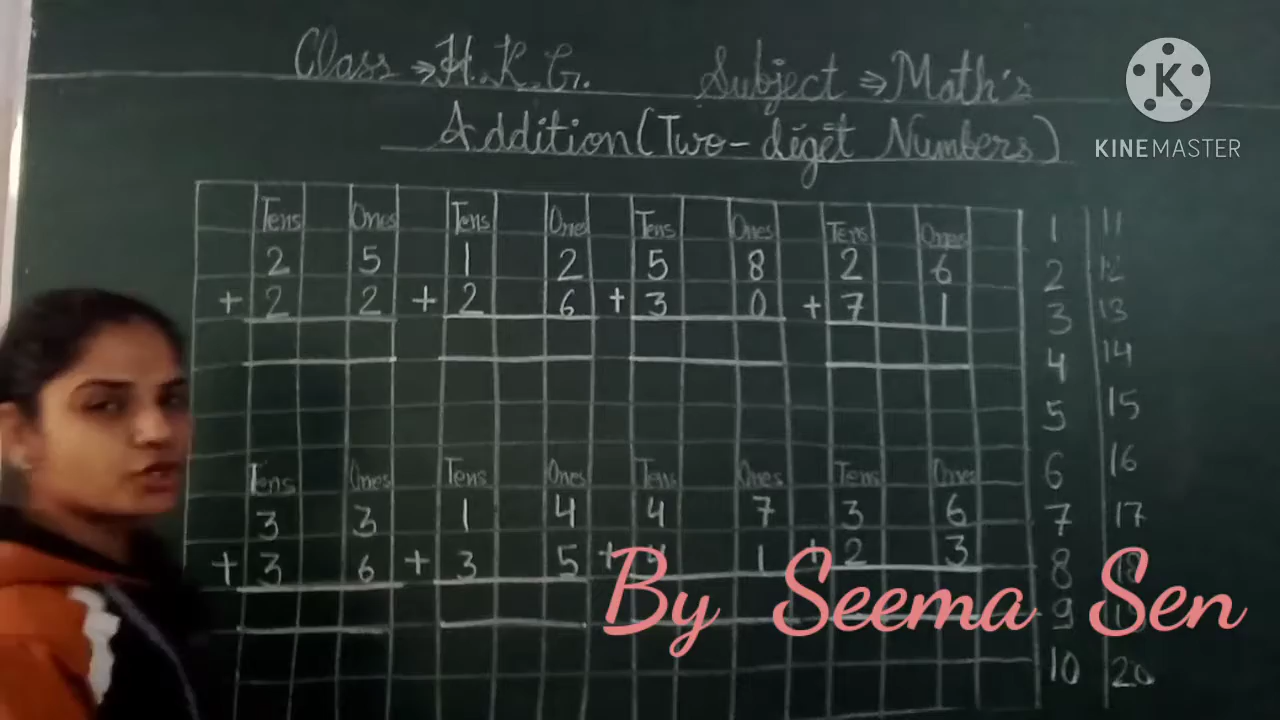 Class ⇒ H.K.G. Subject ⇒ Math's
K
KINEMASTER
Addition (Two-digit Numbers)
Tens Ones Tens Ones Tens Ones Tens Ones
2 5 1 2 5 8 2 6
+ 2 2 + 2 6 + 3 0 + 7 1
Tens Ones Tens Ones Tens Ones Tens Ones
3 3 1 4 4 7 3 6
+ 3 6 + 3 5 + 1 + 2 3
By Seema Sen
1 11
2 12
3 13
4 14
5 15
6 16
7 17
8 18
9
10 20